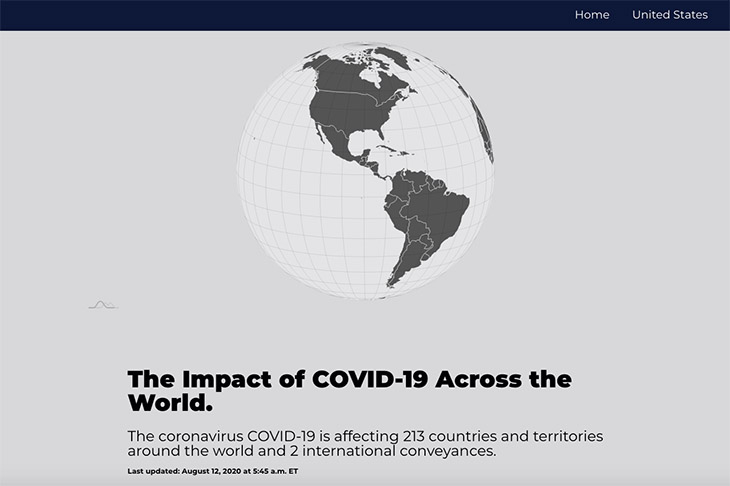 Home United States
The Impact of COVID-19 Across the
World.
The coronavirus COVID-19 is affecting 213 countries and territories
around the world and 2 international conveyances.
Last updated: August 12, 2020 at 5:45 a.m. ET